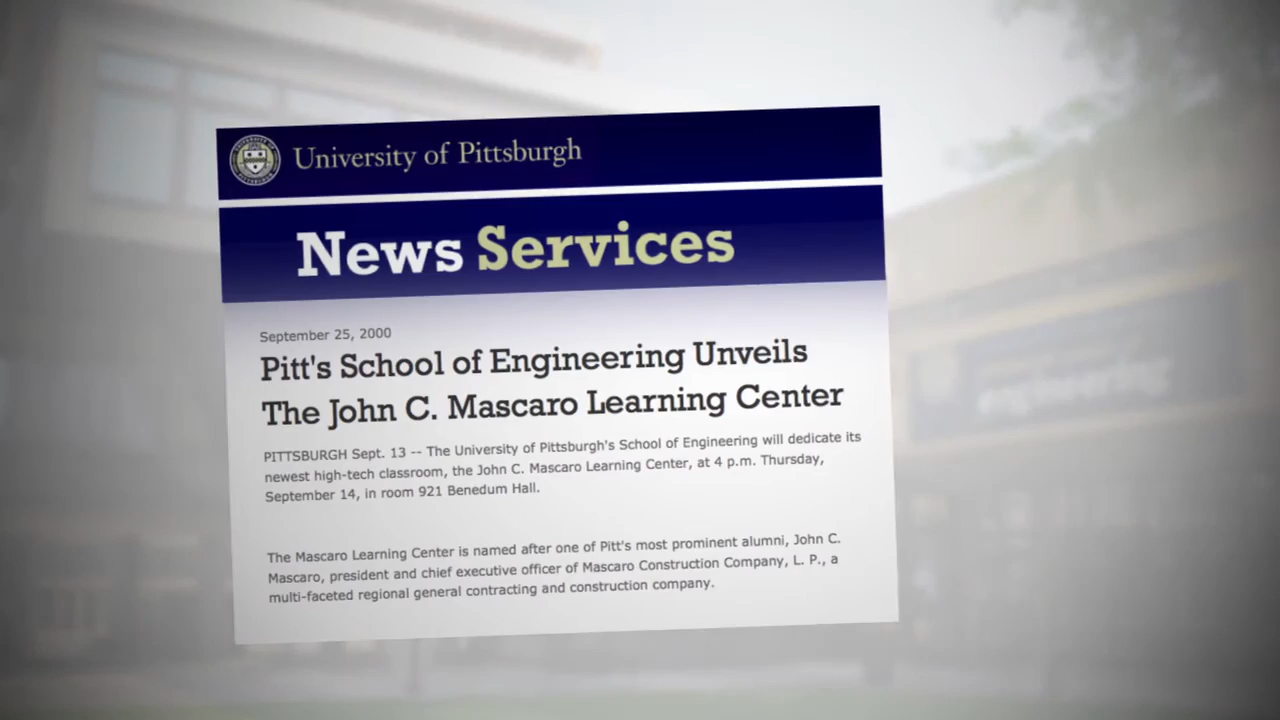 University of Pittsburgh
News Services
September 25, 2000
Pitt's School of Engineering Unveils
The John C. Mascaro Learning Center
PITTSBURGH Sept. 13 -- The University of Pittsburgh's School of Engineering will dedicate its
newest high-tech classroom, the John C. Mascaro Learning Center, at 4 p.m. Thursday,
September 14, in room 921 Benedum Hall.
The Mascaro Learning Center is named after one of Pitt's most prominent alumni, John C.
Mascaro, president and chief executive officer of Mascaro Construction Company, L. P., a
multi-faceted regional general contracting and construction company.
engineering